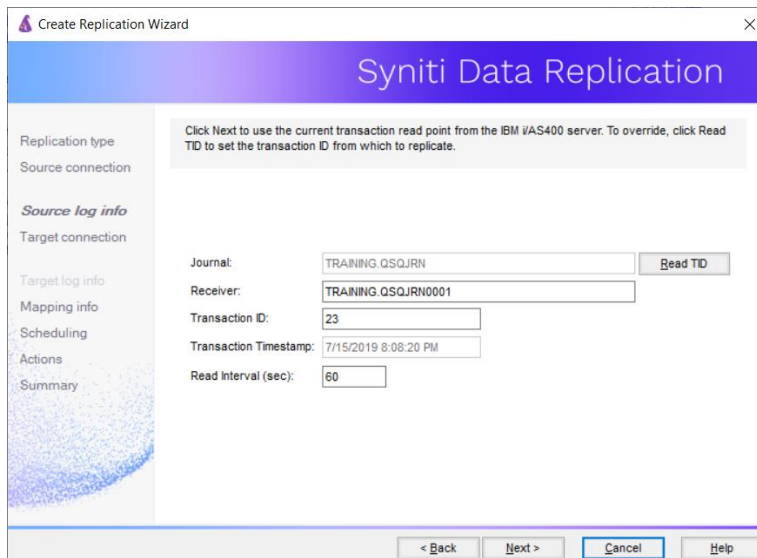 Create Replication Wizard
Syniti Data Replication
Replication type
Source connection
Source log info
Target connection
Target log info
Mapping info
Scheduling
Actions
Summary
Click Next to use the current transaction read point from the IBM i/AS400 server. To override, click Read
TID to set the transaction ID from which to replicate.
Journal: TRAINING.QSQJRN Read TID
Receiver: TRAINING.QSQJRN0001
Transaction ID: 23
Transaction Timestamp: 7/15/2019 8:08:20 PM
Read Interval (sec): 60
< Back Next > Cancel Help